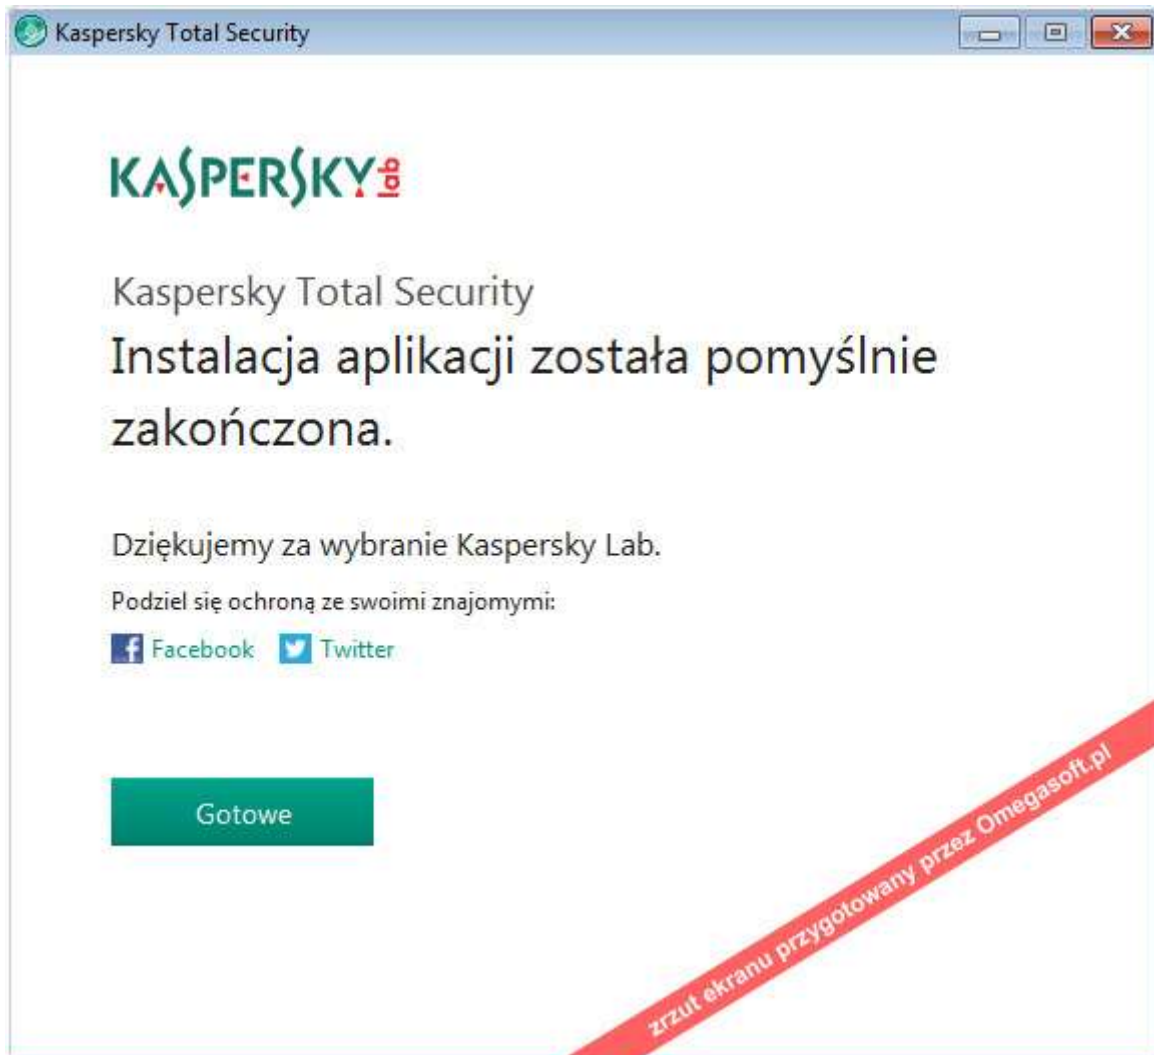 Kaspersky Total Security
KASPERSKY lab
Kaspersky Total Security
Instalacja aplikacji została pomyślnie
zakończona.
Dziękujemy za wybranie Kaspersky Lab.
Podziel się ochroną ze swoimi znajomymi:
Facebook Twitter
Gotowe
zrzut ekranu przygotowany przez Omegasoft.pl